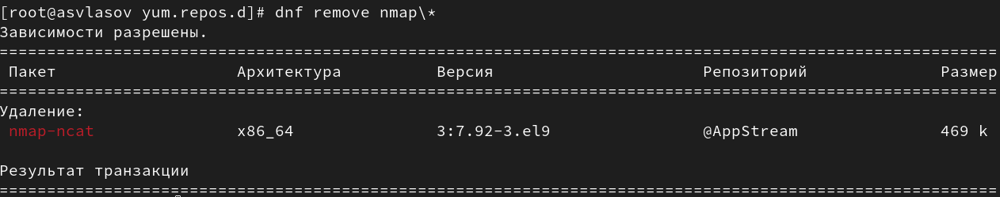 [root@asvlasov yum.repos.d]# dnf remove nmap\*
Зависимости разрешены.
================================================================================
Пакет Архитектура Версия Репозиторий Размер
================================================================================
Удаление:
nmap-ncat x86_64 3:7.92-3.el9 @AppStream 469 k
Результат транзакции
================================================================================